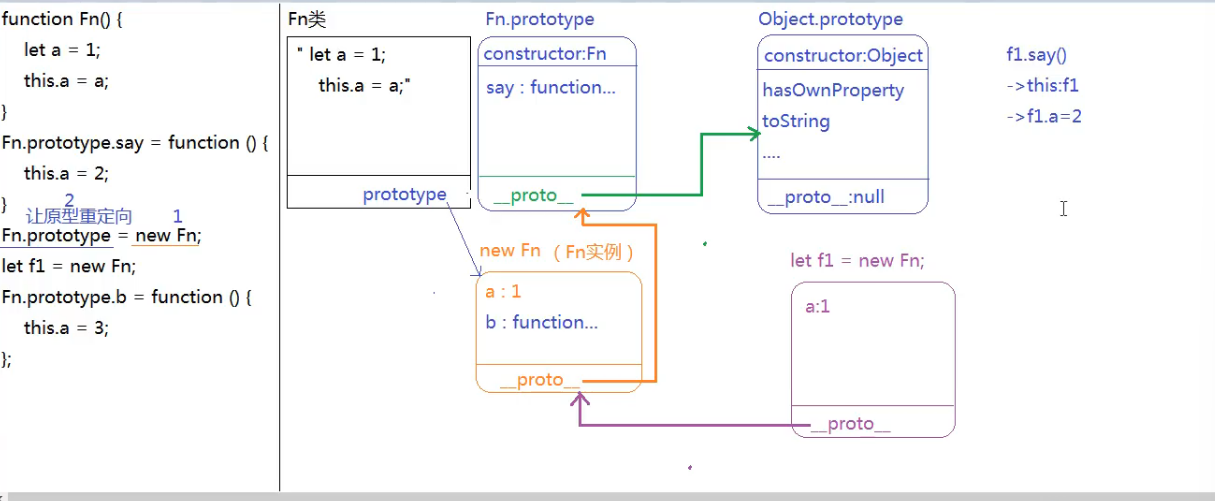 function Fn() {
let a = 1;
this.a = a;
}
Fn.prototype.say = function () {
this.a = 2;
}
2
让原型重定向
1
Fn.prototype = new Fn;
let f1 = new Fn;
Fn.prototype.b = function () {
this.a = 3;
};
Fn类
" let a = 1;
this.a = a;"
prototype :
Fn.prototype
constructor:Fn
say : function...
__proto__
Object.prototype
constructor:Object
hasOwnProperty
toString
....
__proto__:null
f1.say()
->this:f1
->f1.a=2
new Fn （Fn实例）
a : 1
b : function...
__proto__
let f1 = new Fn;
a:1
__proto__